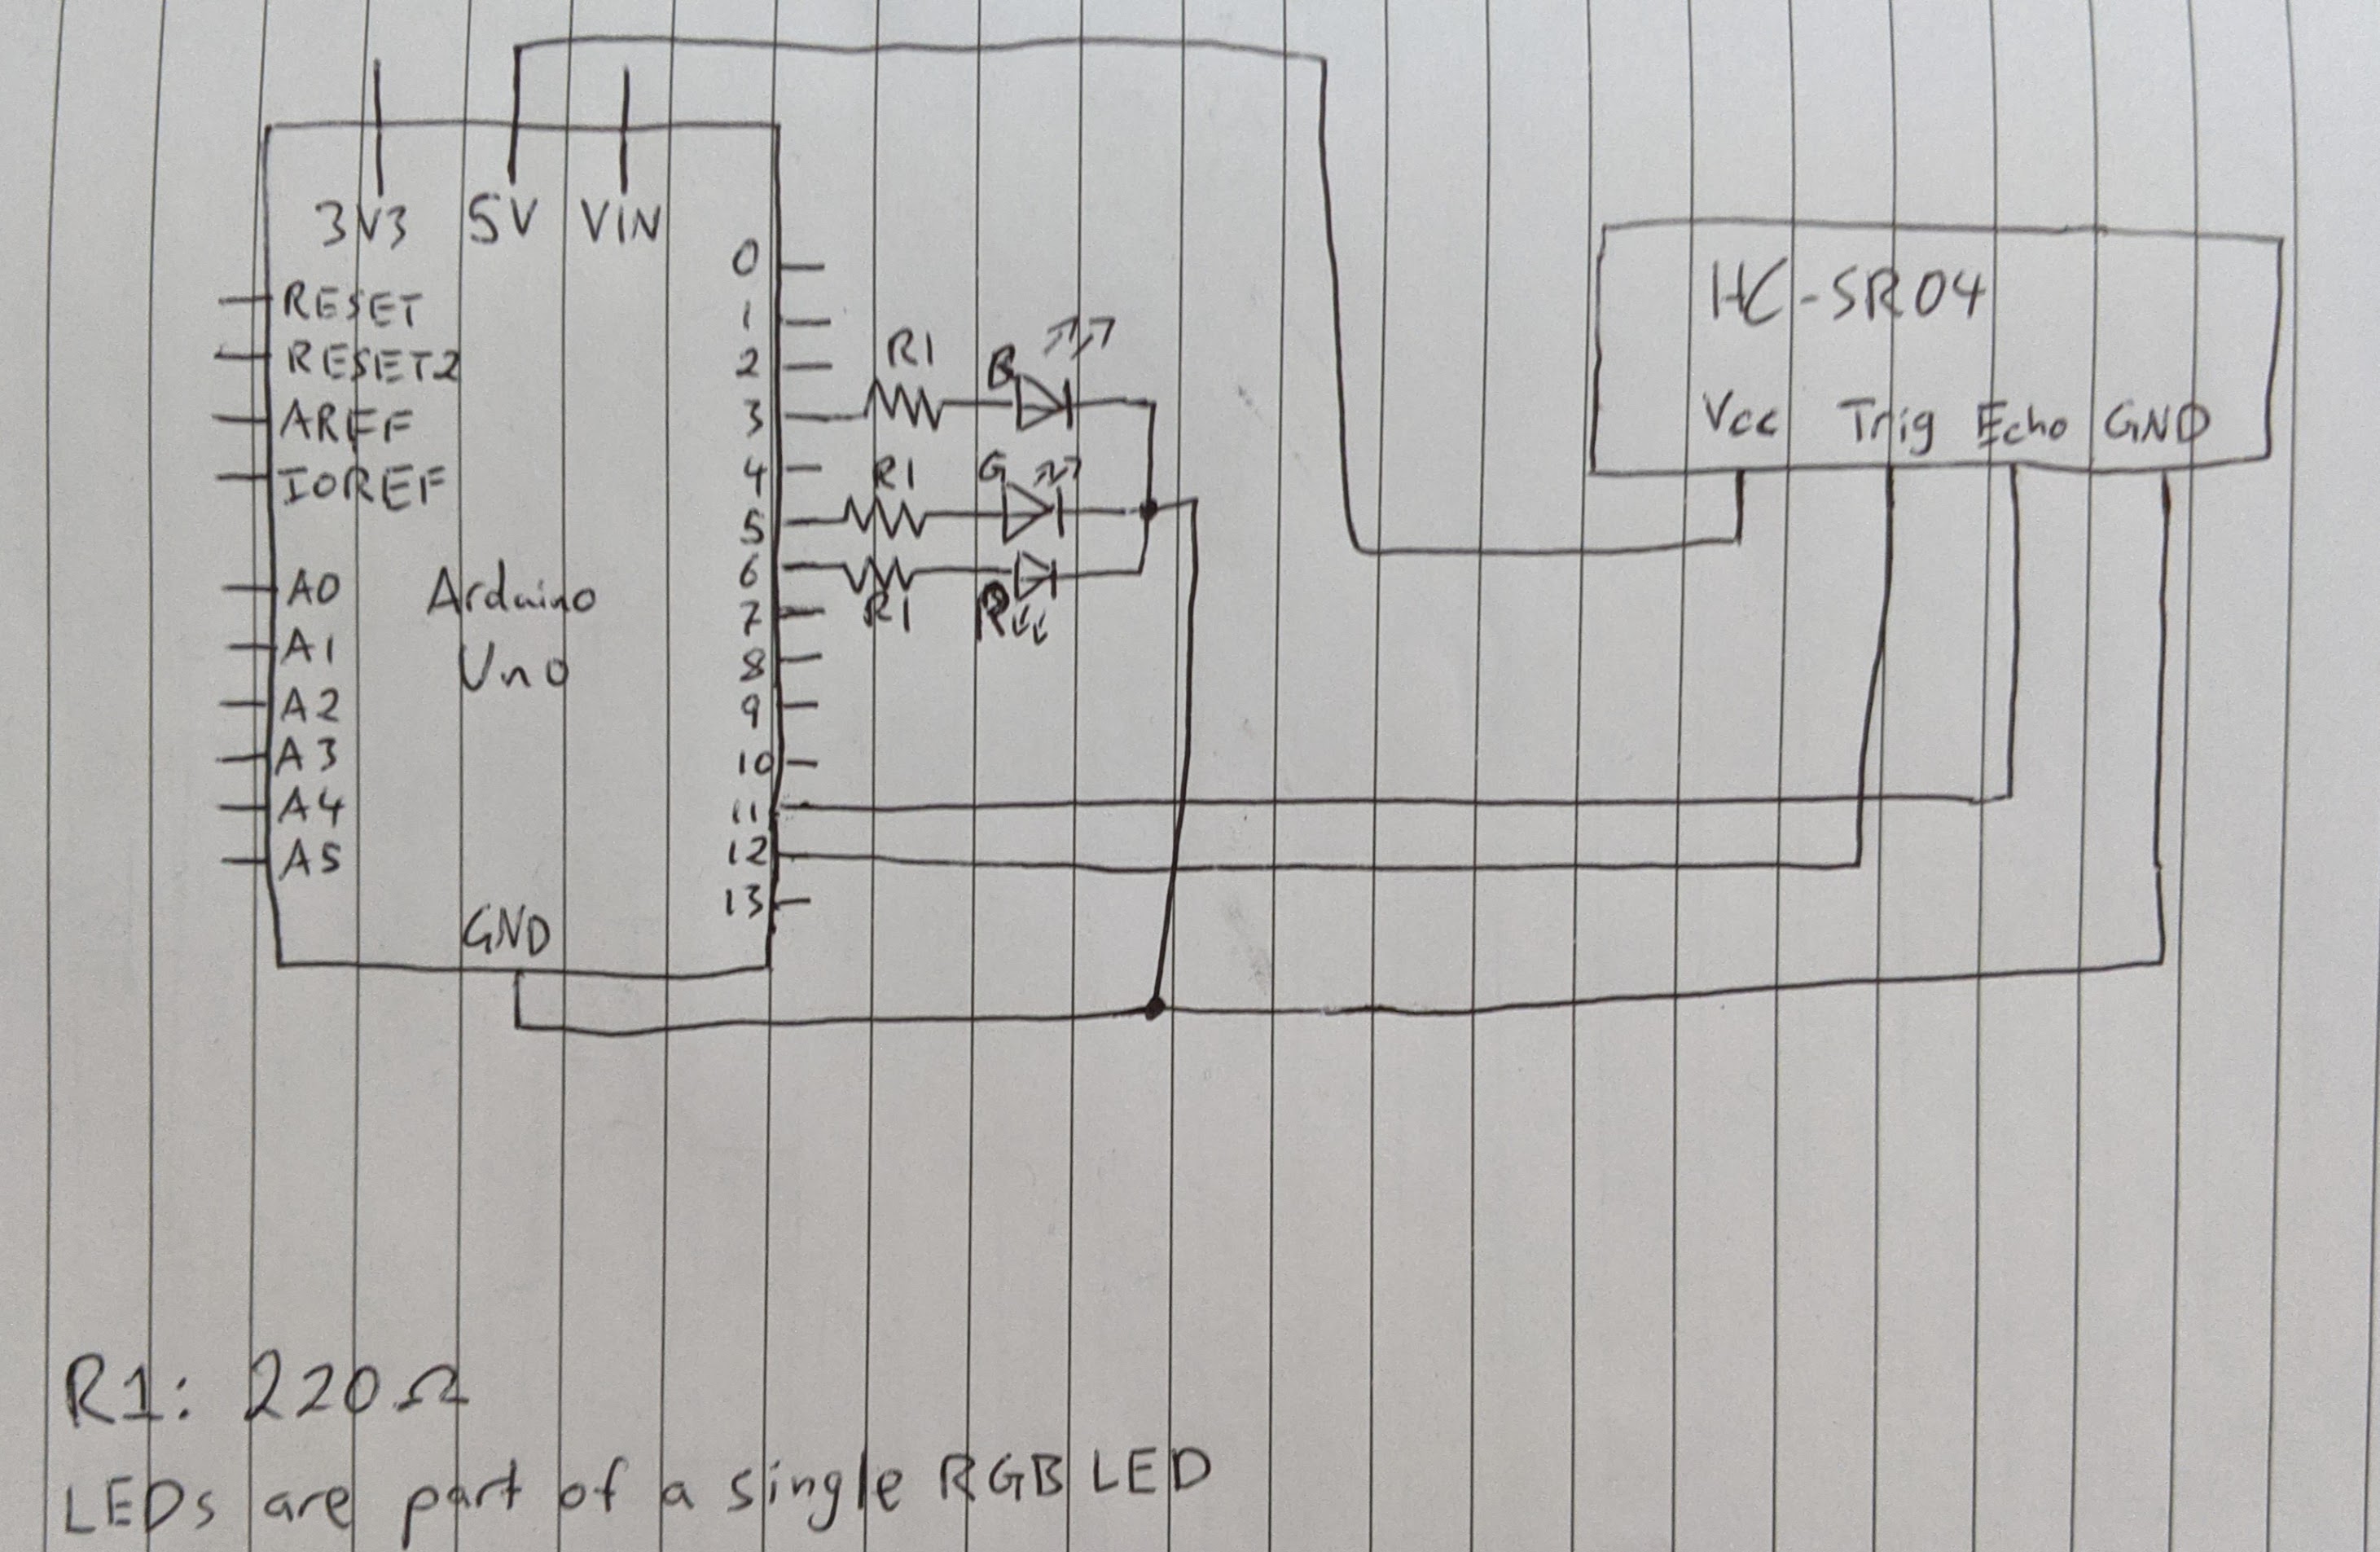 3V3 5V VIN
RESET
RESET2
AREF
IOREF
A0
A1
A2
A3
A4
A5
Arduino
Uno
GND
0
1
2
3
4
5
6
7
8
9
10
11
12
13
R1 B
R1 G
R1 R
HC-SR04
Vcc Trig Echo GND
R1: 220Ω
LEDs are part of a single RGB LED